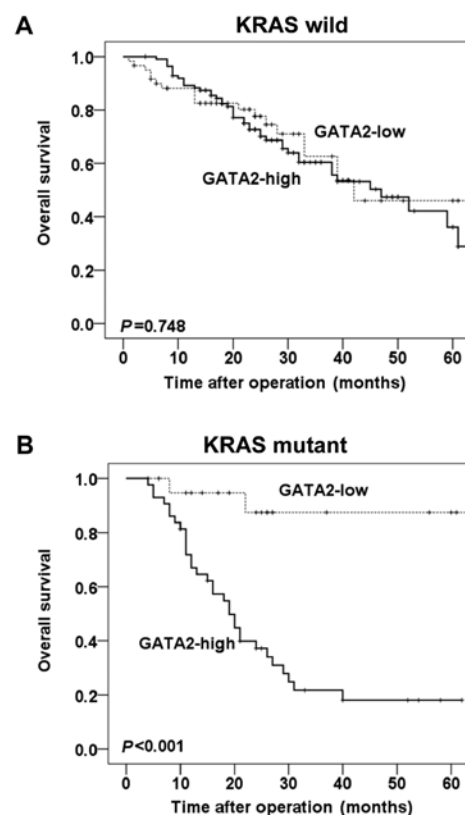 A
KRAS wild
Overall survival
1.0
0.8
0.6
0.4
0.2
0.0
GATA2-low
GATA2-high
P=0.748
0 10 20 30 40 50 60
Time after operation (months)
B
KRAS mutant
Overall survival
1.0
0.8
0.6
0.4
0.2
0.0
GATA2-low
GATA2-high
P<0.001
0 10 20 30 40 50 60
Time after operation (months)